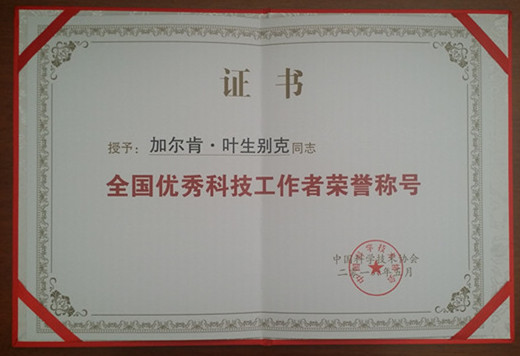 证书
授予：加尔肯·叶生别克同志
全国优秀科技工作者荣誉称号
中国科学技术协会